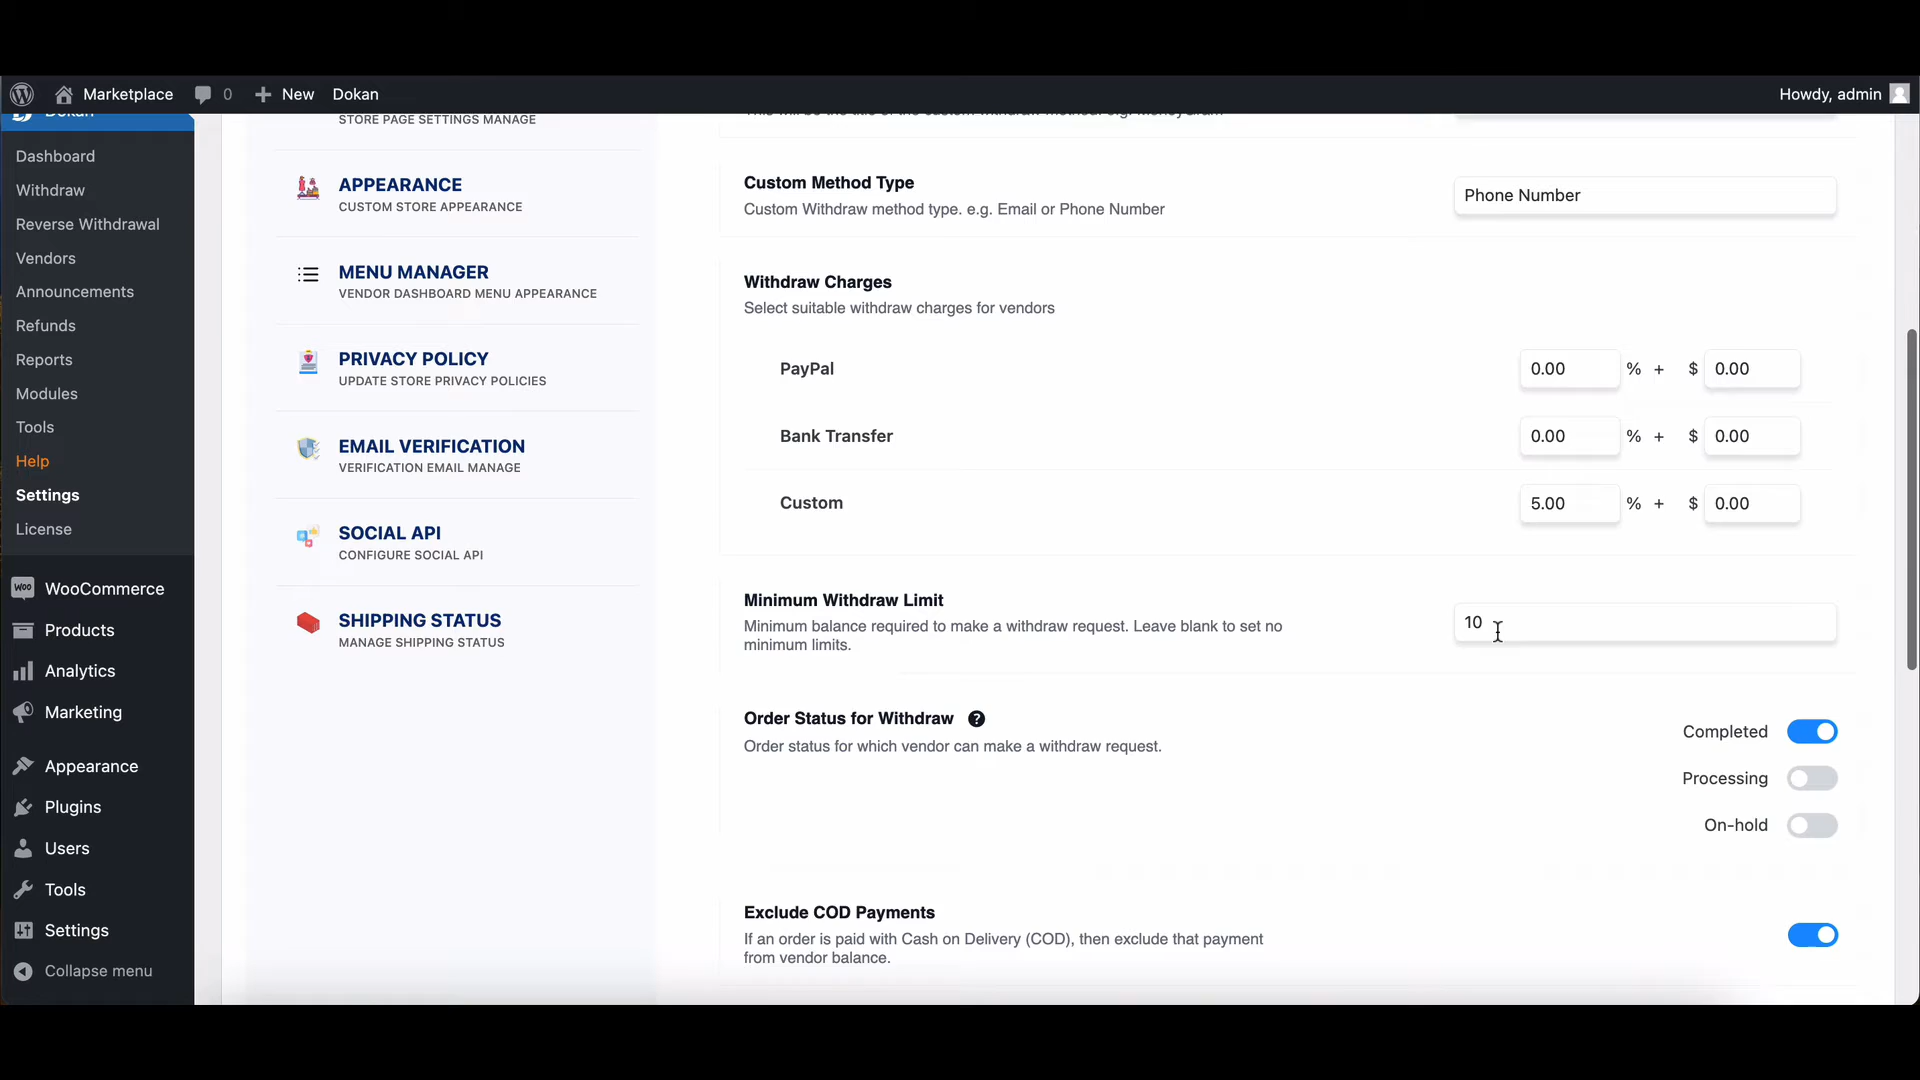 Marketplace
0
New
Dokan
Howdy, admin
Dokan
Dashboard
Withdraw
Reverse Withdrawal
Vendors
Announcements
Refunds
Reports
Modules
Tools
Help
Settings
License
WOO
WooCommerce
Products
Analytics
Marketing
Appearance
Plugins
Users
Tools
Settings
Collapse menu
STORE PAGE SETTINGS MANAGE
APPEARANCE
CUSTOM STORE APPEARANCE
MENU MANAGER
VENDOR DASHBOARD MENU APPEARANCE
PRIVACY POLICY
UPDATE STORE PRIVACY POLICIES
EMAIL VERIFICATION
VERIFICATION EMAIL MANAGE
SOCIAL API
CONFIGURE SOCIAL API
SHIPPING STATUS
MANAGE SHIPPING STATUS
Custom Method Type
Custom Withdraw method type. e.g. Email or Phone Number
Phone Number
Withdraw Charges
Select suitable withdraw charges for vendors
PayPal 0.00 % + $ 0.00
Bank Transfer 0.00 % + $ 0.00
Custom 5.00 % + $ 0.00
Minimum Withdraw Limit
Minimum balance required to make a withdraw request. Leave blank to set no
minimum limits.
10
Order Status for Withdraw ?
Order status for which vendor can make a withdraw request.
Completed
Processing
On-hold
Exclude COD Payments
If an order is paid with Cash on Delivery (COD), then exclude that payment
from vendor balance.